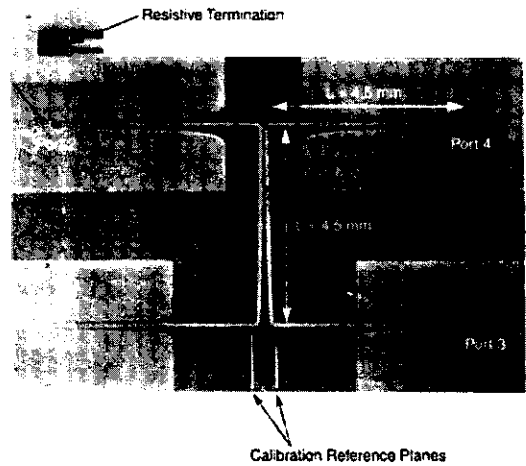 Resistive Termination
L = 4.5 mm
Port 4
L = 4.5 mm
Port 3
Calibration Reference Planes